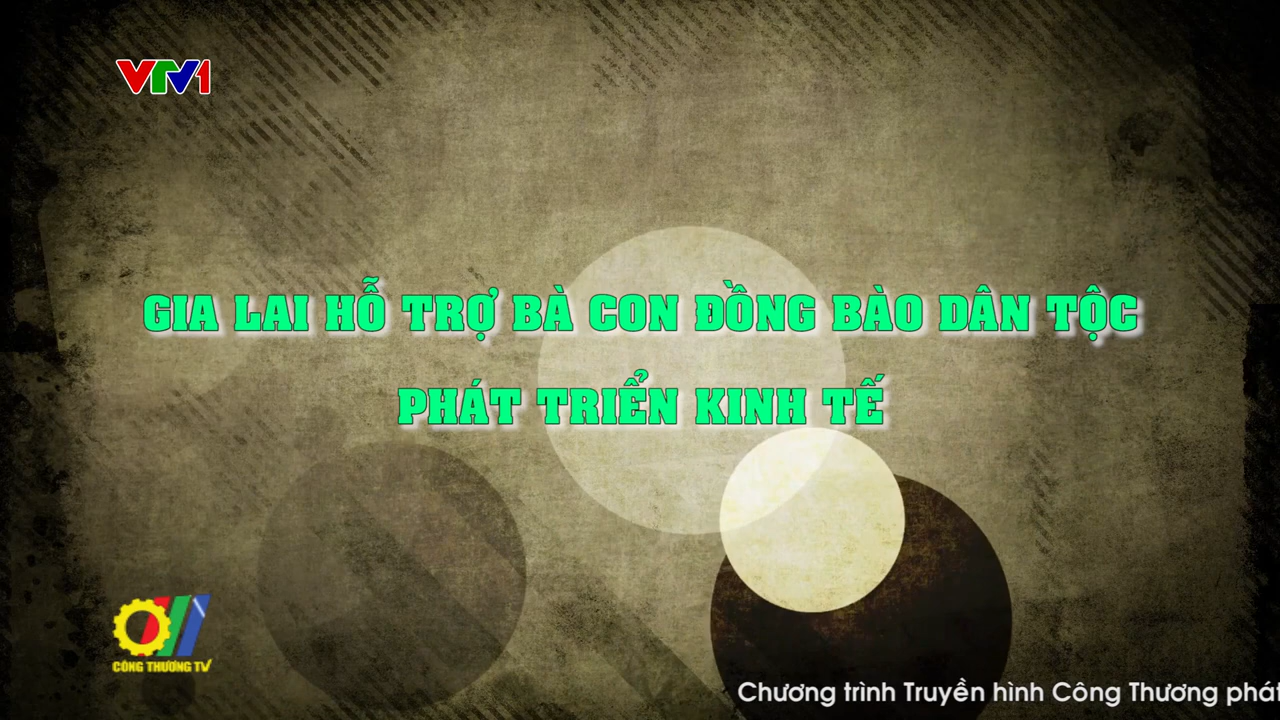 VTV1
GIA LAI HỖ TRỢ BÀ CON ĐỒNG BÀO DÂN TỘC
PHÁT TRIỂN KINH TẾ
CÔNG THƯƠNG TV
Chương trình Truyền hình Công Thương phát